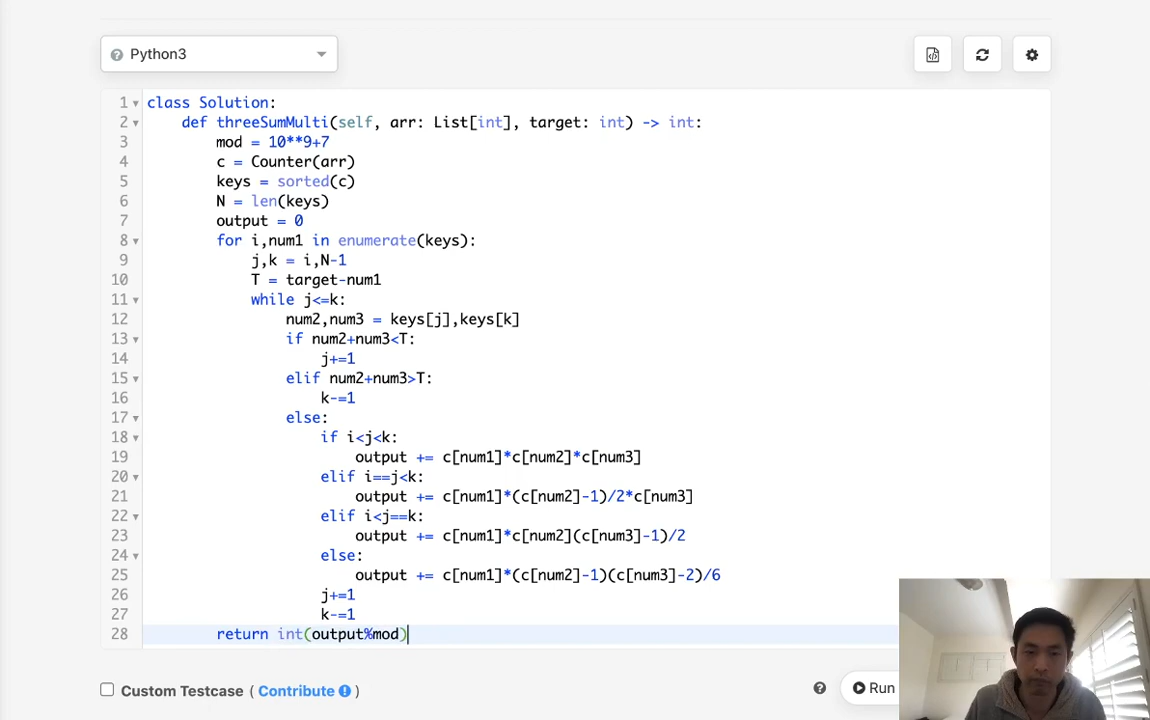 Python3
1 class Solution:
2 def threeSumMulti(self, arr: List[int], target: int) -> int:
3 mod = 10**9+7
4 c = Counter(arr)
5 keys = sorted(c)
6 N = len(keys)
7 output = 0
8 for i,num1 in enumerate(keys):
9 j,k = i,N-1
10 T = target-num1
11 while j<=k:
12 num2,num3 = keys[j],keys[k]
13 if num2+num3<T:
14 j+=1
15 elif num2+num3>T:
16 k-=1
17 else:
18 if i<j<k:
19 output += c[num1]*c[num2]*c[num3]
20 elif i==j<k:
21 output += c[num1]*(c[num2]-1)/2*c[num3]
22 elif i<j==k:
23 output += c[num1]*c[num2](c[num3]-1)/2
24 else:
25 output += c[num1]*(c[num2]-1)(c[num3]-2)/6
26 j+=1
27 k-=1
28 return int(output%mod)
Custom Testcase ( Contribute ) Run